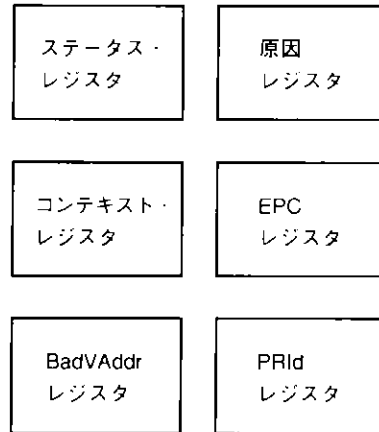 ステータス・
レジスタ
原因
レジスタ
コンテキスト・
レジスタ
EPC
レジスタ
BadVAddr
レジスタ
PRId
レジスタ